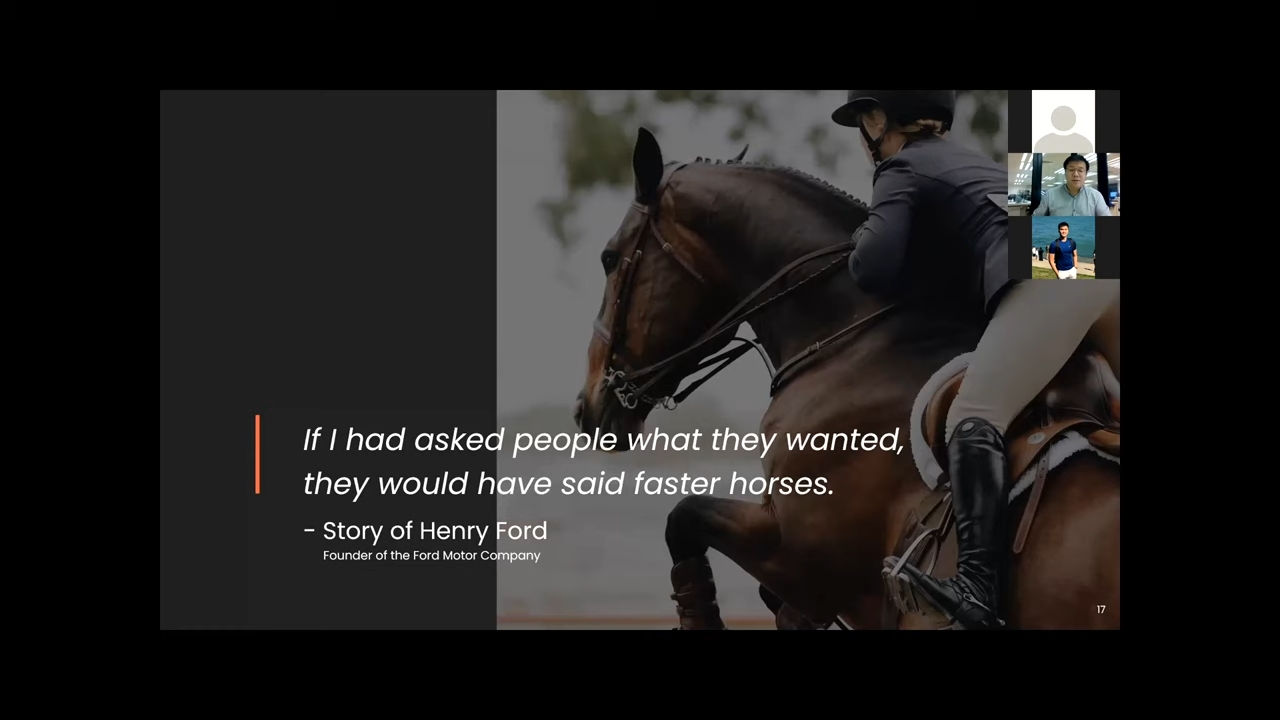 If I had asked people what they wanted,
they would have said faster horses.
- Story of Henry Ford
Founder of the Ford Motor Company
17